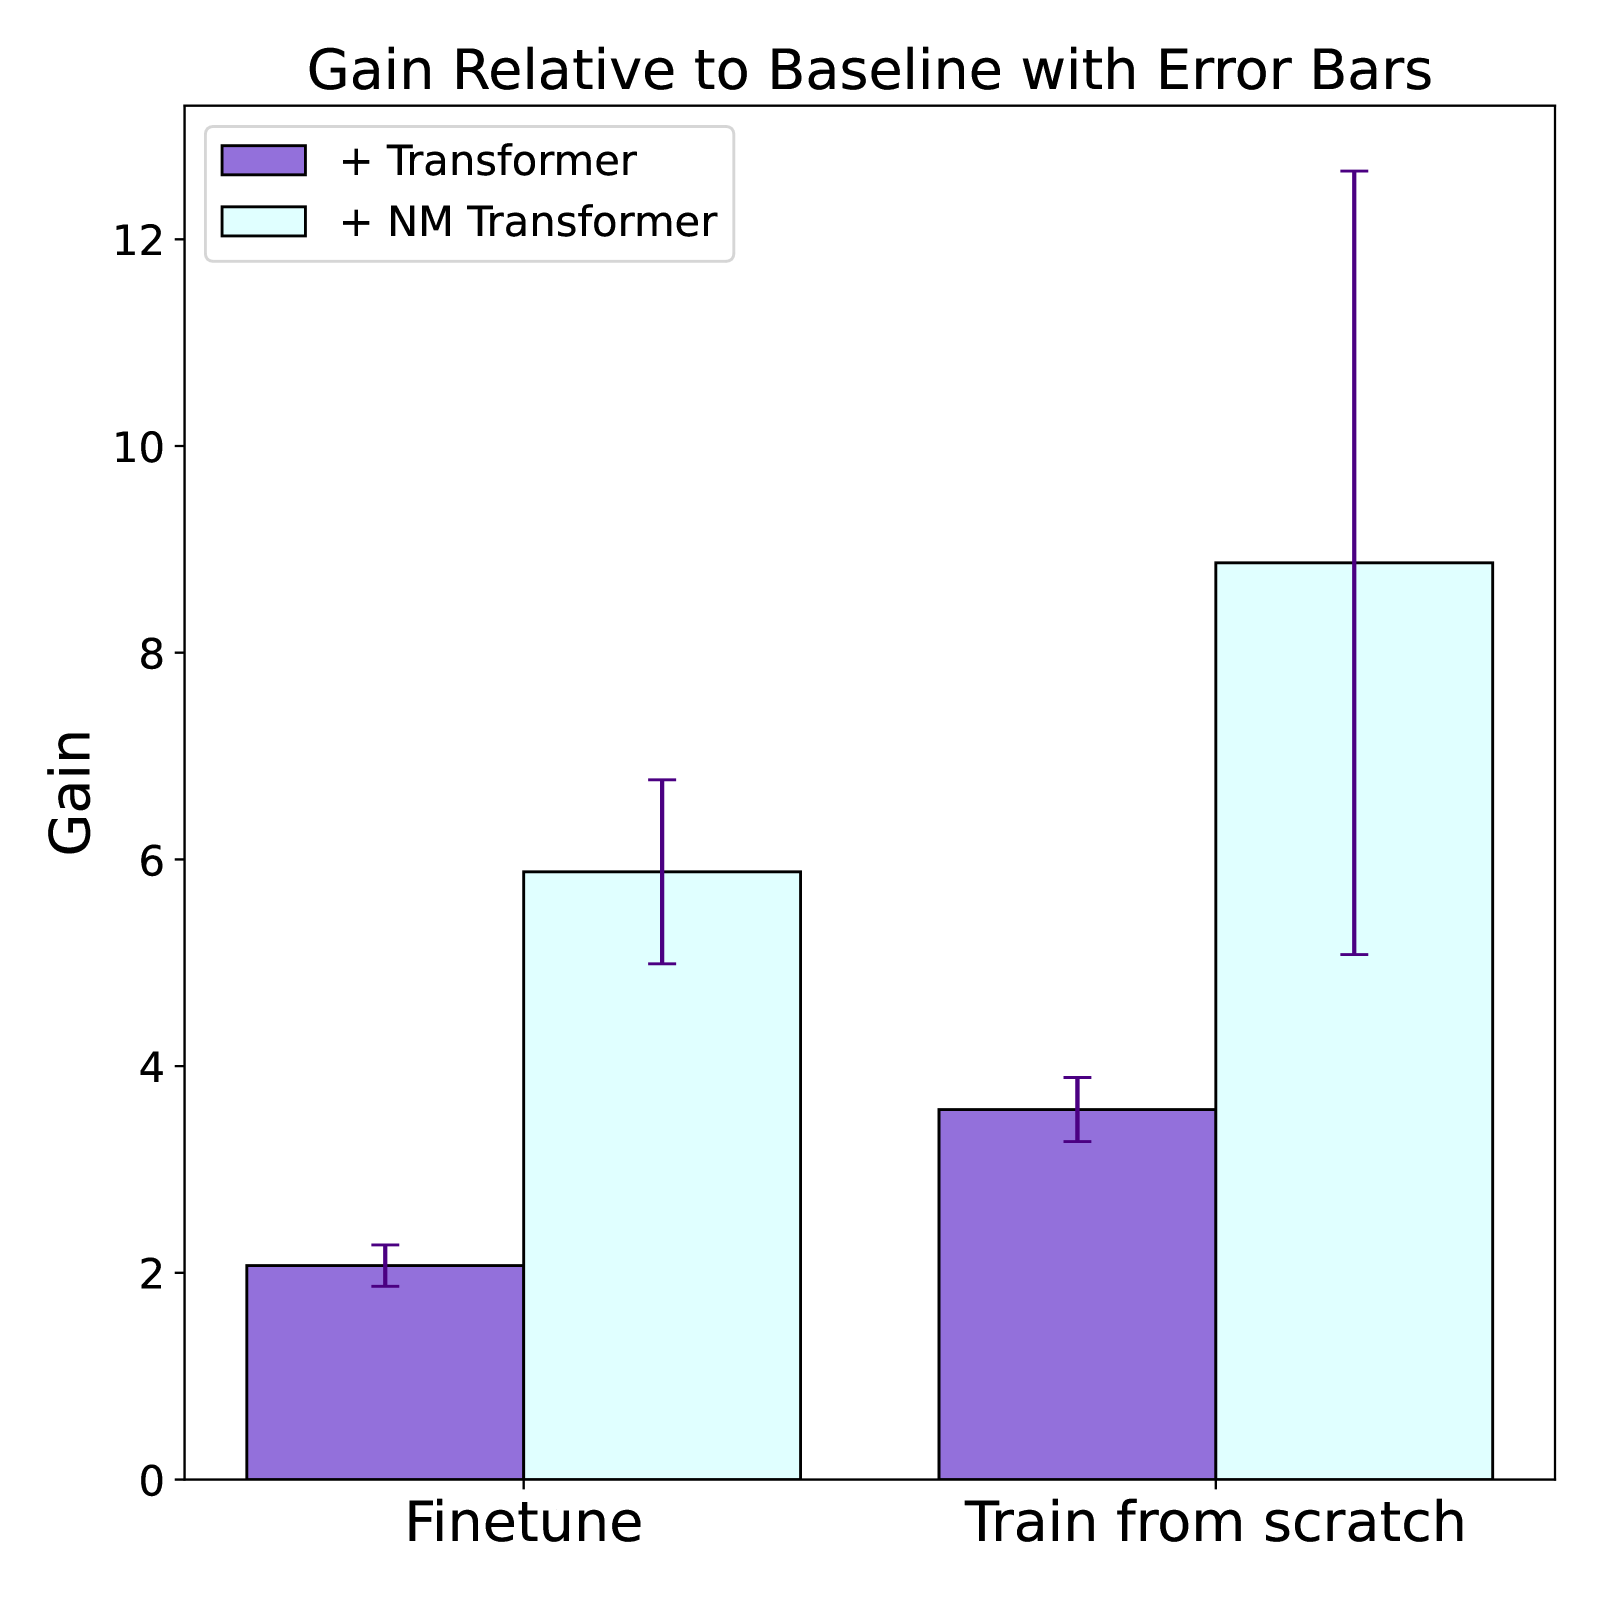 Gain Relative to Baseline with Error Bars
+ Transformer
+ NM Transformer
12
10
8
6
4
2
0
Gain
Finetune
Train from scratch